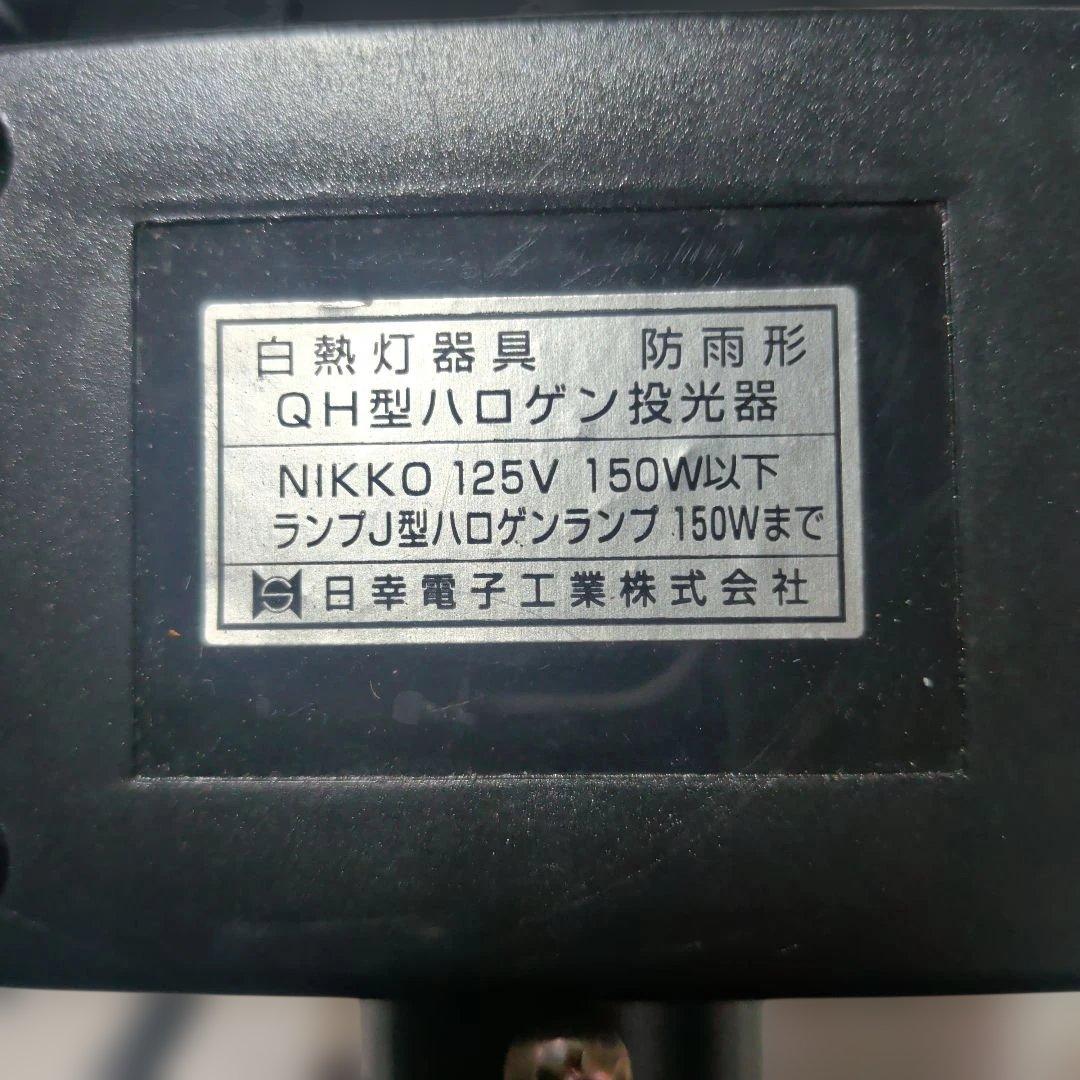 白熱灯器具 防雨形
QH型ハロゲン投光器
NIKKO 125V 150W以下
ランプJ型ハロゲンランプ 150Wまで
日幸電子工業株式会社